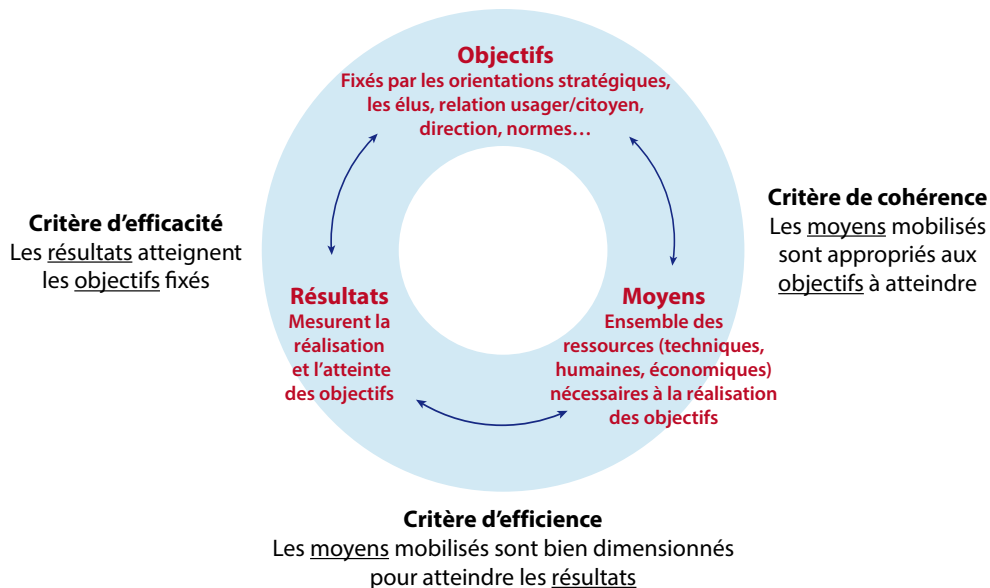 Objectifs
Fixés par les orientations stratégiques,
les élus, relation usager/citoyen,
direction, normes…
Critère d’efficacité
Les résultats atteignent
les objectifs fixés
Critère de cohérence
Les moyens mobilisés
sont appropriés aux
objectifs à atteindre
Résultats
Mesurent la
réalisation
et l’atteinte
des objectifs
Moyens
Ensemble des
ressources (techniques,
humaines, économiques)
nécessaires à la réalisation
des objectifs
Critère d’efficience
Les moyens mobilisés sont bien dimensionnés
pour atteindre les résultats